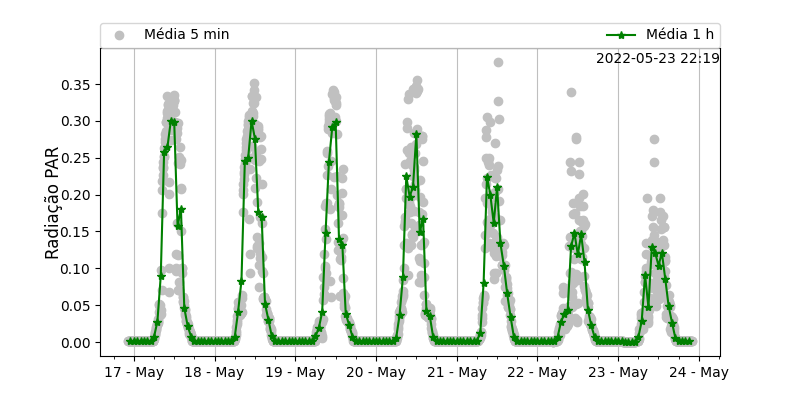 Média 5 min
Média 1 h
2022-05-23 22:19
Radiação PAR
0.35
0.30
0.25
0.20
0.15
0.10
0.05
0.00
17 - May
18 - May
19 - May
20 - May
21 - May
22 - May
23 - May
24 - May